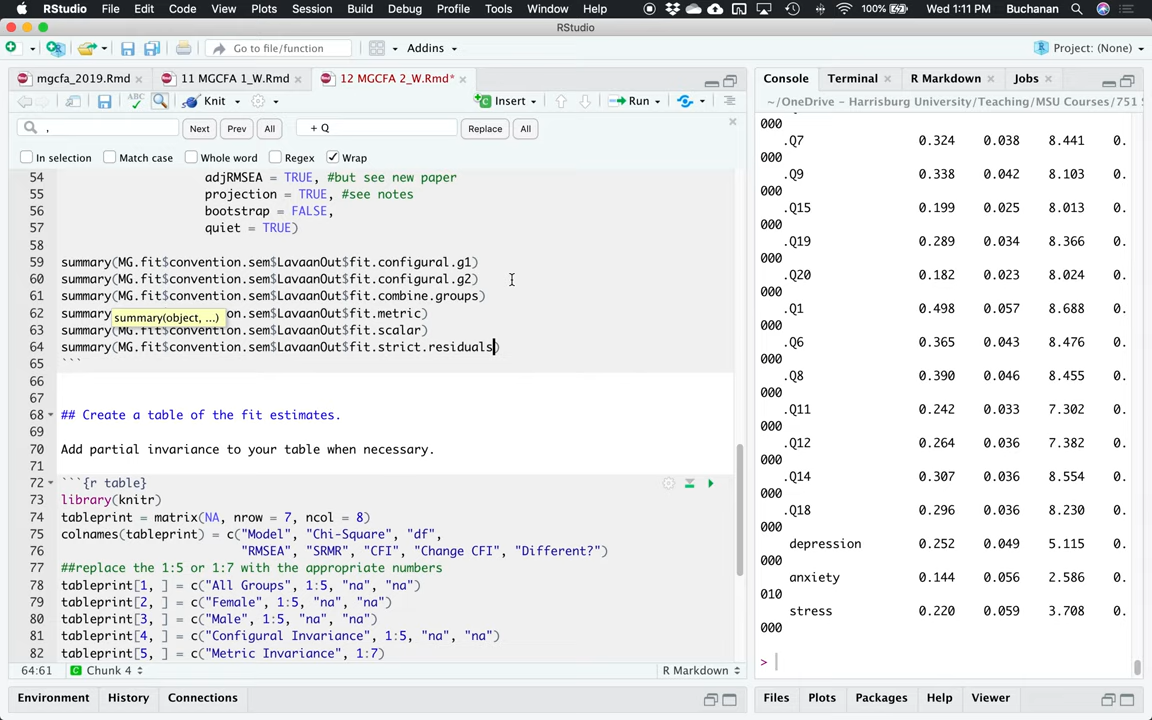 RStudio File Edit Code View Plots Session Build Debug Profile Tools Window Help 100% Wed 1:11 PM Buchanan
RStudio
Go to file/function Addins Project: (None)
mgcfa_2019.Rmd 11 MGCFA 1_W.Rmd 12 MGCFA 2_W.Rmd*
Knit Insert Run
, Next Prev All + Q Replace All
In selection Match case Whole word Regex Wrap
54 adjRMSEA = TRUE, #but see new paper
55 projection = TRUE, #see notes
56 bootstrap = FALSE,
57 quiet = TRUE)
58
59 summary(MG.fit$convention.sem$LavaanOut$fit.configural.g1)
60 summary(MG.fit$convention.sem$LavaanOut$fit.configural.g2)
61 summary(MG.fit$convention.sem$LavaanOut$fit.combine.groups)
62 summary on.sem$LavaanOut$fit.metric)
summary(object, ...)
63 summary(MG.fit$convention.sem$LavaanOut$fit.scalar)
64 summary(MG.fit$convention.sem$LavaanOut$fit.strict.residuals)
65 ```
66
67
68 ## Create a table of the fit estimates.
69
70 Add partial invariance to your table when necessary.
71
72 ```{r table}
73 library(knitr)
74 tableprint = matrix(NA, nrow = 7, ncol = 8)
75 colnames(tableprint) = c("Model", "Chi-Square", "df",
76 "RMSEA", "SRMR", "CFI", "Change CFI", "Different?")
77 ##replace the 1:5 or 1:7 with the appropriate numbers
78 tableprint[1, ] = c("All Groups", 1:5, "na", "na")
79 tableprint[2, ] = c("Female", 1:5, "na", "na")
80 tableprint[3, ] = c("Male", 1:5, "na", "na")
81 tableprint[4, ] = c("Configural Invariance", 1:5, "na", "na")
82 tableprint[5, ] = c("Metric Invariance", 1:7)
64:61 Chunk 4 R Markdown
Environment History Connections
Console Terminal R Markdown Jobs
~/OneDrive – Harrisburg University/Teaching/MSU Courses/751 S
000
.Q7 0.324 0.038 8.441 0.
000
.Q9 0.338 0.042 8.103 0.
000
.Q15 0.199 0.025 8.013 0.
000
.Q19 0.289 0.034 8.366 0.
000
.Q20 0.182 0.023 8.024 0.
000
.Q1 0.498 0.057 8.688 0.
000
.Q6 0.365 0.043 8.476 0.
000
.Q8 0.390 0.046 8.455 0.
000
.Q11 0.242 0.033 7.302 0.
000
.Q12 0.264 0.036 7.382 0.
000
.Q14 0.307 0.036 8.554 0.
000
.Q18 0.296 0.036 8.230 0.
000
depression 0.252 0.049 5.115 0.
000
anxiety 0.144 0.056 2.586 0.
010
stress 0.220 0.059 3.708 0.
000
>
Files Plots Packages Help Viewer